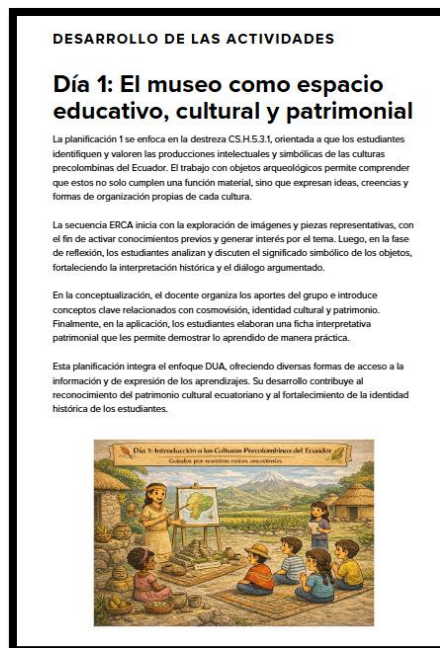 DESARROLLO DE LAS ACTIVIDADES
Día 1: El museo como espacio
educativo, cultural y patrimonial
La planificación 1 se enfoca en la destreza CS.H.5.3.1, orientada a que los estudiantes
identifiquen y valoren las producciones intelectuales y simbólicas de las culturas
precolombinas del Ecuador. El trabajo con objetos arqueológicos permite comprender
que estos no solo cumplen una función material, sino que expresan ideas, creencias y
formas de organización propias de cada cultura.
La secuencia ERCA inicia con la exploración de imágenes y piezas representativas, con
el fin de activar conocimientos previos y generar interés por el tema. Luego, en la fase
de reflexión, los estudiantes analizan y discuten el significado simbólico de los objetos,
fortaleciendo la interpretación histórica y el diálogo argumentado.
En la conceptualización, el docente organiza los aportes del grupo e introduce
conceptos clave relacionados con cosmovisión, identidad cultural y patrimonio.
Finalmente, en la aplicación, los estudiantes elaboran una ficha interpretativa
patrimonial que les permite demostrar lo aprendido de manera práctica.
Esta planificación integra el enfoque DUA, ofreciendo diversas formas de acceso a la
información y de expresión de los aprendizajes. Su desarrollo contribuye al
reconocimiento del patrimonio cultural ecuatoriano y al fortalecimiento de la identidad
histórica de los estudiantes.
Día 1: Introducción a las Culturas Precolombinas del Ecuador
Guiados por nuestras raíces ancestrales